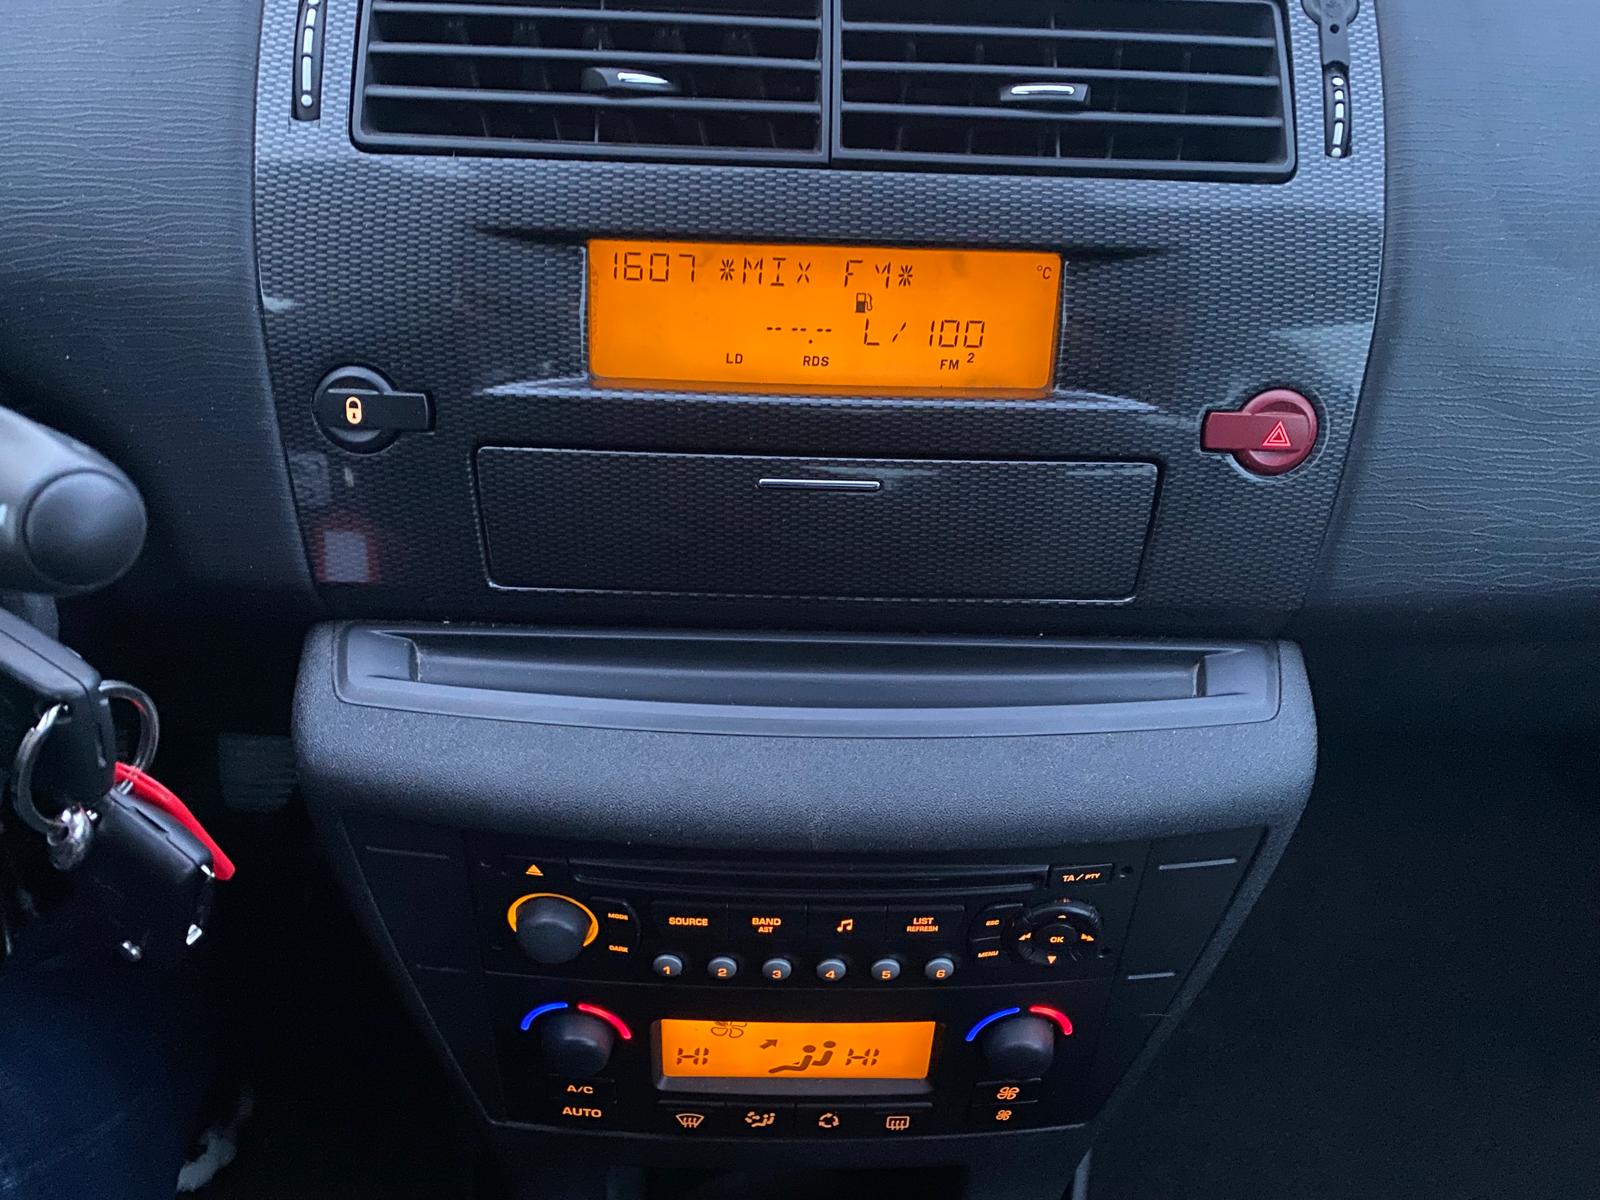 1607 *MIX FM* °C
--.- L/100
LD RDS FM 2
TA/PTY
MODE SOURCE BAND LIST ESC
AST REFRESH
DARK OK
MENU
1 2 3 4 5 6
HI HI
A/C
AUTO